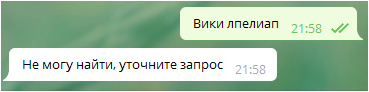 Вики лпелиап 21:58
Не могу найти, уточните запрос 21:58